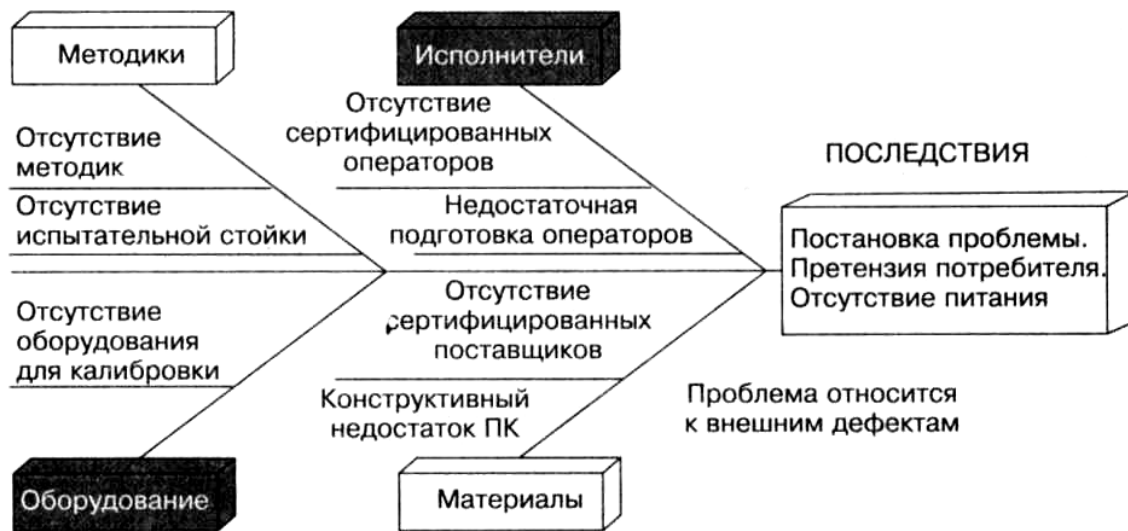 Методики
Исполнители
Отсутствие
методик
Отсутствие
испытательной стойки
Отсутствие
сертифицированных
операторов
Недостаточная
подготовка операторов
ПОСЛЕДСТВИЯ
Постановка проблемы.
Претензия потребителя.
Отсутствие питания
Отсутствие
оборудования
для калибровки
Отсутствие
сертифицированных
поставщиков
Конструктивный
недостаток ПК
Проблема относится
к внешним дефектам
Оборудование
Материалы